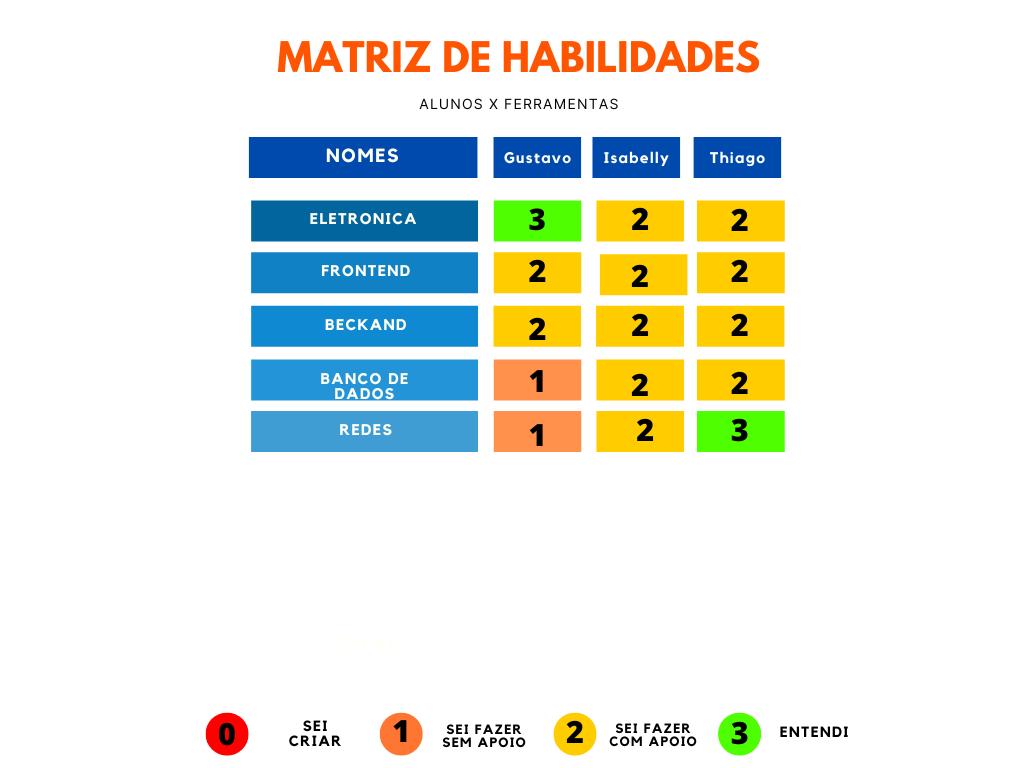 MATRIZ DE HABILIDADES
ALUNOS X FERRAMENTAS
NOMES Gustavo Isabelly Thiago
ELETRONICA 3 2 2
FRONTEND 2 2 2
BECKAND 2 2 2
BANCO DE
DADOS 1 2 2
REDES 1 2 3
0 SEI
CRIAR
1 SEI FAZER
SEM APOIO
2 SEI FAZER
COM APOIO
3 ENTENDI